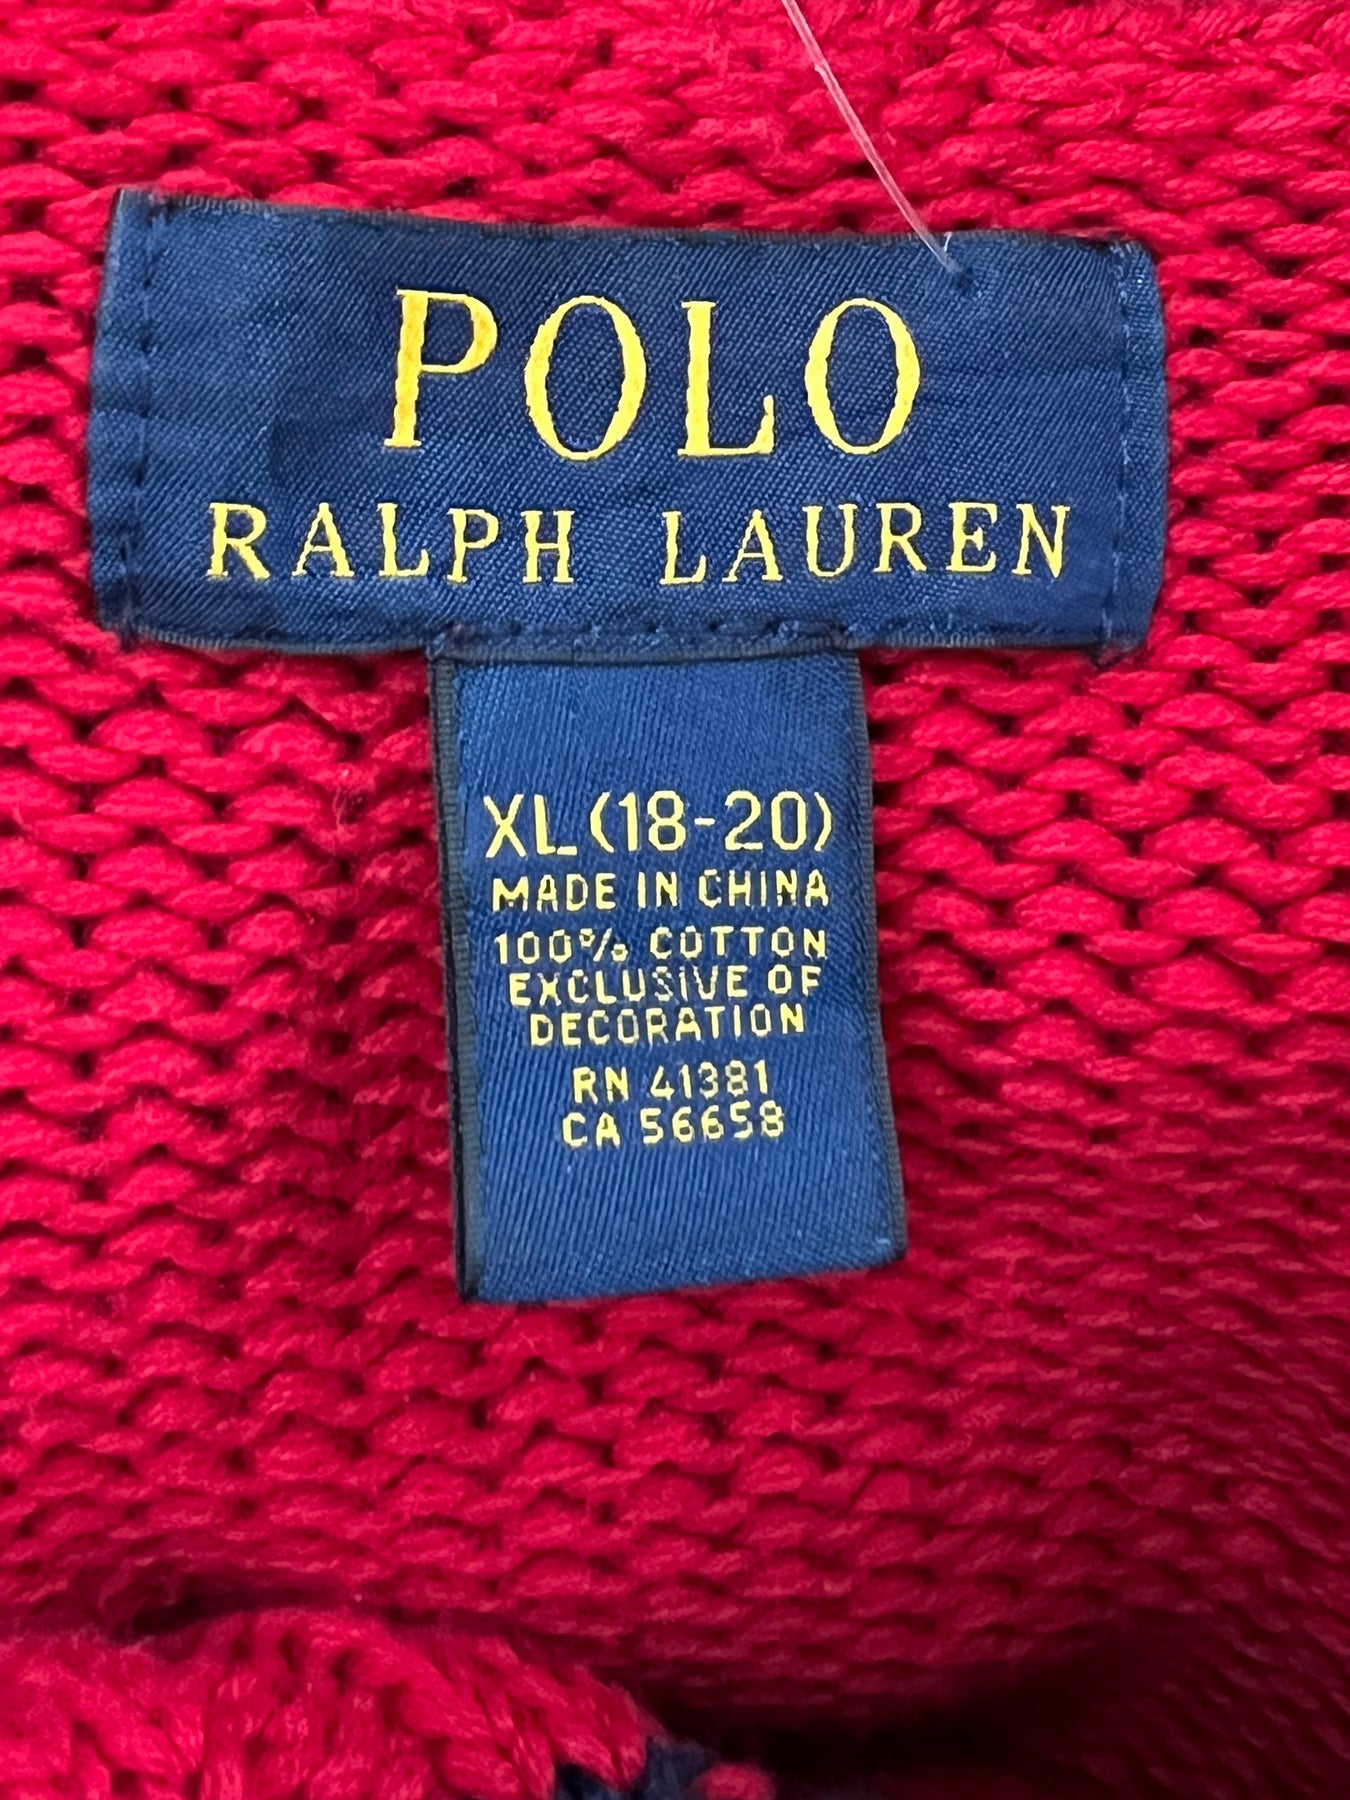 POLO
RALPH LAUREN
XL (18-20)
MADE IN CHINA
100% COTTON
EXCLUSIVE OF
DECORATION
RN 41381
CA 56658